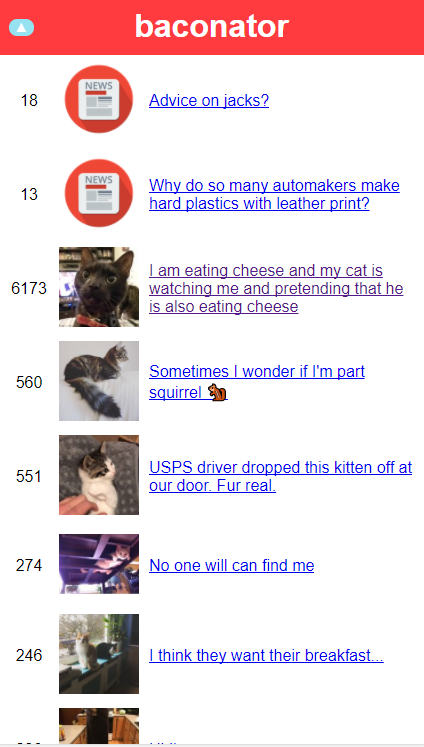 baconator
18
NEWS
Advice on jacks?
13
NEWS
Why do so many automakers make
hard plastics with leather print?
6173
I am eating cheese and my cat is
watching me and pretending that he
is also eating cheese
560
Sometimes I wonder if I'm part
squirrel 🐿️
551
USPS driver dropped this kitten off at
our door. Fur real.
274
No one will can find me
246
I think they want their breakfast...